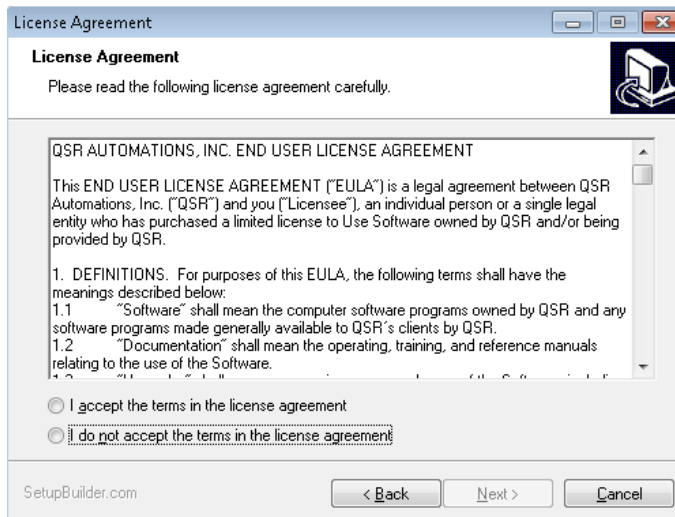 License Agreement
License Agreement
Please read the following license agreement carefully.
QSR AUTOMATIONS, INC. END USER LICENSE AGREEMENT
This END USER LICENSE AGREEMENT ("EULA") is a legal agreement between QSR
Automations, Inc. ("QSR") and you ("Licensee"), an individual person or a single legal
entity who has purchased a limited license to Use Software owned by QSR and/or being
provided by QSR.
1. DEFINITIONS. For purposes of this EULA, the following terms shall have the
meanings described below:
1.1 "Software" shall mean the computer software programs owned by QSR and any
software programs made generally available to QSR's clients by QSR.
1.2 "Documentation" shall mean the operating, training, and reference manuals
relating to the use of the Software.
I accept the terms in the license agreement
I do not accept the terms in the license agreement
SetupBuilder.com
< Back
Next >
Cancel